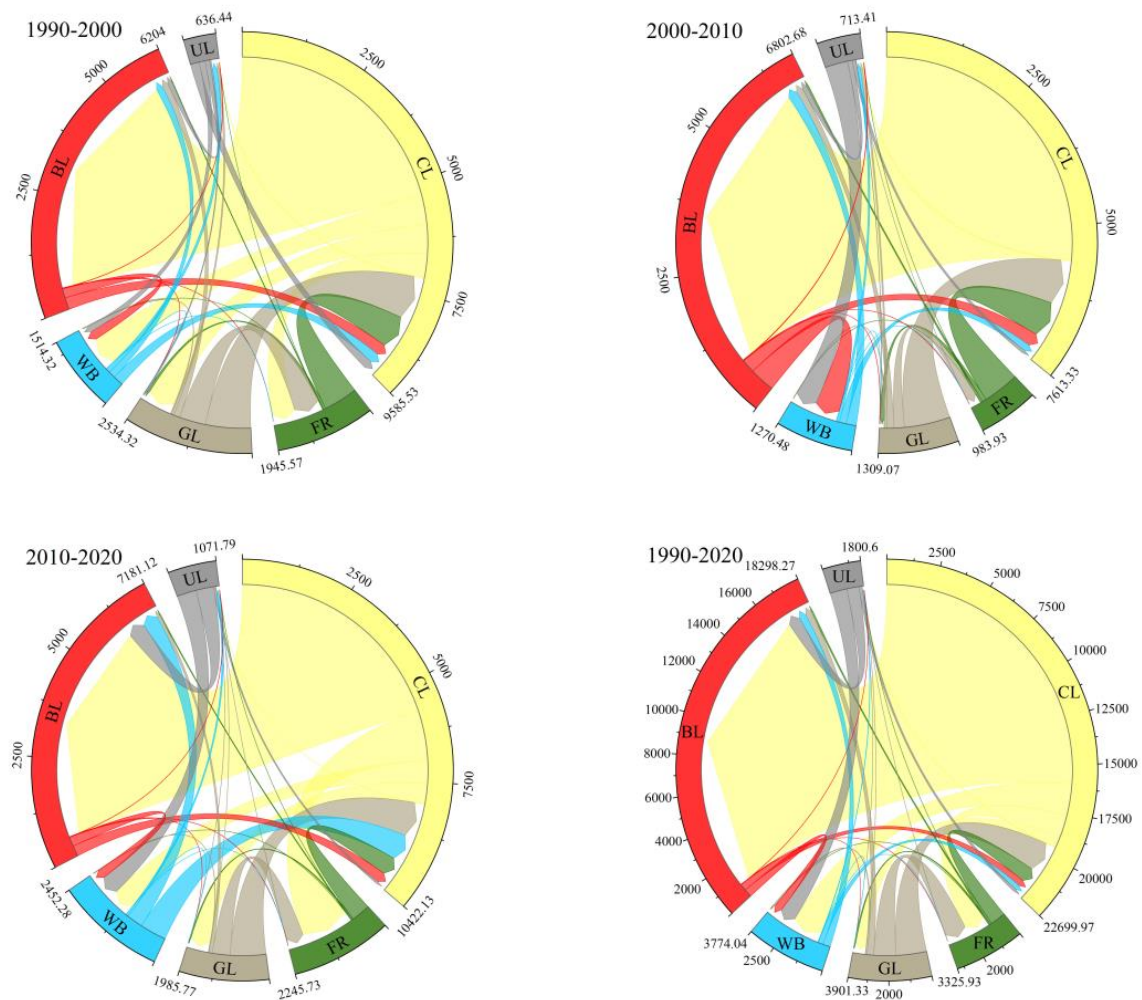 1990-2000
6204
636.44
UL
2500
5000
BL
CL
5000
2500
7500
1514.32
WB
2534.32
GL
1945.57
FR
9585.53
2000-2010
6802.68
713.41
UL
2500
5000
CL
BL
5000
2500
7613.33
1270.48
WB
1309.07
GL
983.93
FR
2010-2020
7181.12
1071.79
UL
2500
5000
CL
5000
BL
2500
7500
2452.28
WB
1985.77
GL
2245.73
FR
10422.13
1990-2020
18298.27
1800.6
UL
2500
5000
7500
10000
CL
12500
15000
17500
20000
22699.97
16000
14000
12000
10000
BL
8000
6000
4000
2000
3774.04
WB
2500
3901.33
GL
2000
3325.93
FR
2000